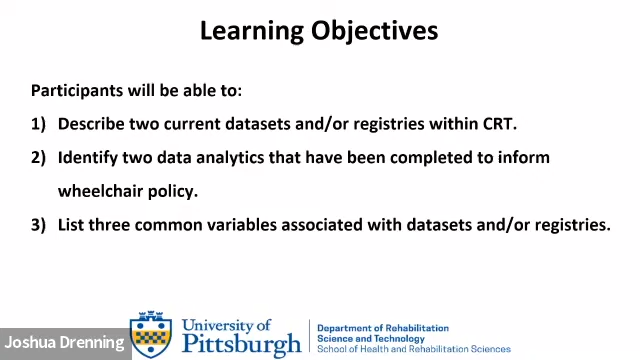 Learning Objectives
Participants will be able to:
1) Describe two current datasets and/or registries within CRT.
2) Identify two data analytics that have been completed to inform
wheelchair policy.
3) List three common variables associated with datasets and/or registries.
Joshua Drenning
University of
Pittsburgh
Department of Rehabilitation
Science and Technology
School of Health and Rehabilitation Sciences